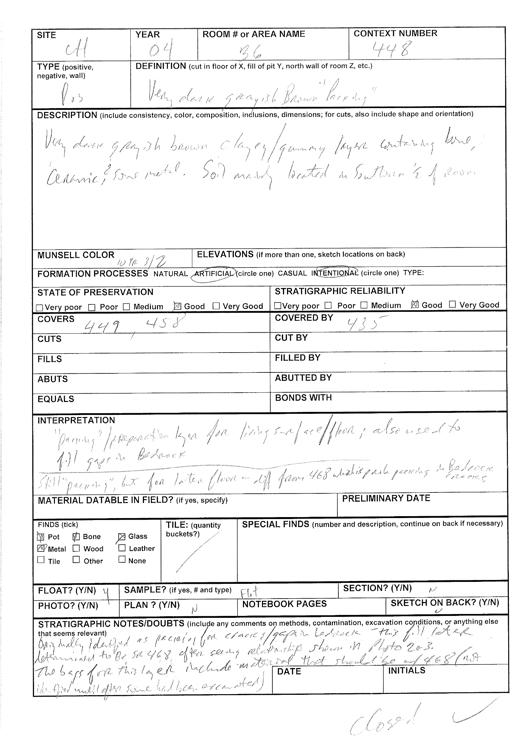 SITE YEAR ROOM # or AREA NAME CONTEXT NUMBER
CH 04 36 448
TYPE (positive, negative, wall) DEFINITION (cut in floor of X, fill of pit Y, north wall of room Z, etc.)
Pos Very dark grayish Brown "Packing"
DESCRIPTION (include consistency, color, composition, inclusions, dimensions; for cuts, also include shape and orientation)
Very dark grayish brown clayey/gummy layer containing bone,
ceramic, & some metal. Soil mainly located in Southern ½ of room
MUNSELL COLOR 10 YR 3/2 ELEVATIONS (if more than one, sketch locations on back)
FORMATION PROCESSES NATURAL ARTIFICIAL (circle one) CASUAL INTENTIONAL (circle one) TYPE:
STATE OF PRESERVATION STRATIGRAPHIC RELIABILITY
Very poor Poor Medium Good Very Good Very poor Poor Medium Good Very Good
COVERS 449, 458 COVERED BY 435
CUTS CUT BY
FILLS FILLED BY
ABUTS ABUTTED BY
EQUALS BONDS WITH
INTERPRETATION
"packing"/preparation layer for living surface/floor; also used to
fill gaps in Bedrock
Still "packing", but for later floor - diff from 468 which is packing in Bedrock
MATERIAL DATABLE IN FIELD? (if yes, specify) PRELIMINARY DATE
FINDS (tick) TILE: (quantity buckets?) SPECIAL FINDS (number and description, continue on back if necessary)
Pot Bone Glass
Metal Wood Leather
Tile Other None
FLOAT? (Y/N) Y SAMPLE? (if yes, # and type) Flot SECTION? (Y/N) N
PHOTO? (Y/N) PLAN ? (Y/N) N NOTEBOOK PAGES SKETCH ON BACK? (Y/N) N
STRATIGRAPHIC NOTES/DOUBTS (include any comments on methods, contamination, excavation conditions, or anything else that seems relevant)
Originally identified as packing for cracks/gaps in bedrock this fill later
determined to be SU 468 after seeing relationship shown in photo 203.
The bags for this layer include material that should be w/ 468 (not
identified until after some had been excavated)
DATE INITIALS
Closed ✓